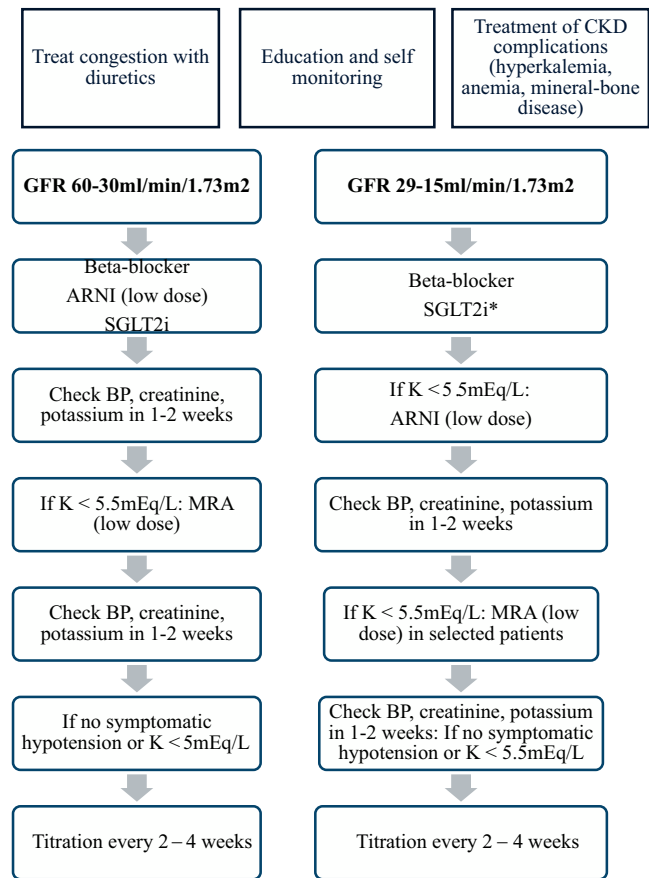 Treat congestion with
diuretics
Education and self
monitoring
Treatment of CKD
complications
(hyperkalemia,
anemia, mineral-bone
disease)
GFR 60-30ml/min/1.73m2
Beta-blocker
ARNI (low dose)
SGLT2i
Check BP, creatinine,
potassium in 1-2 weeks
If K < 5.5mEq/L: MRA
(low dose)
Check BP, creatinine,
potassium in 1-2 weeks
If no symptomatic
hypotension or K < 5mEq/L
Titration every 2 – 4 weeks
GFR 29-15ml/min/1.73m2
Beta-blocker
SGLT2i*
If K < 5.5mEq/L:
ARNI (low dose)
Check BP, creatinine, potassium
in 1-2 weeks
If K < 5.5mEq/L: MRA (low
dose) in selected patients
Check BP, creatinine, potassium
in 1-2 weeks: If no symptomatic
hypotension or K < 5.5mEq/L
Titration every 2 – 4 weeks